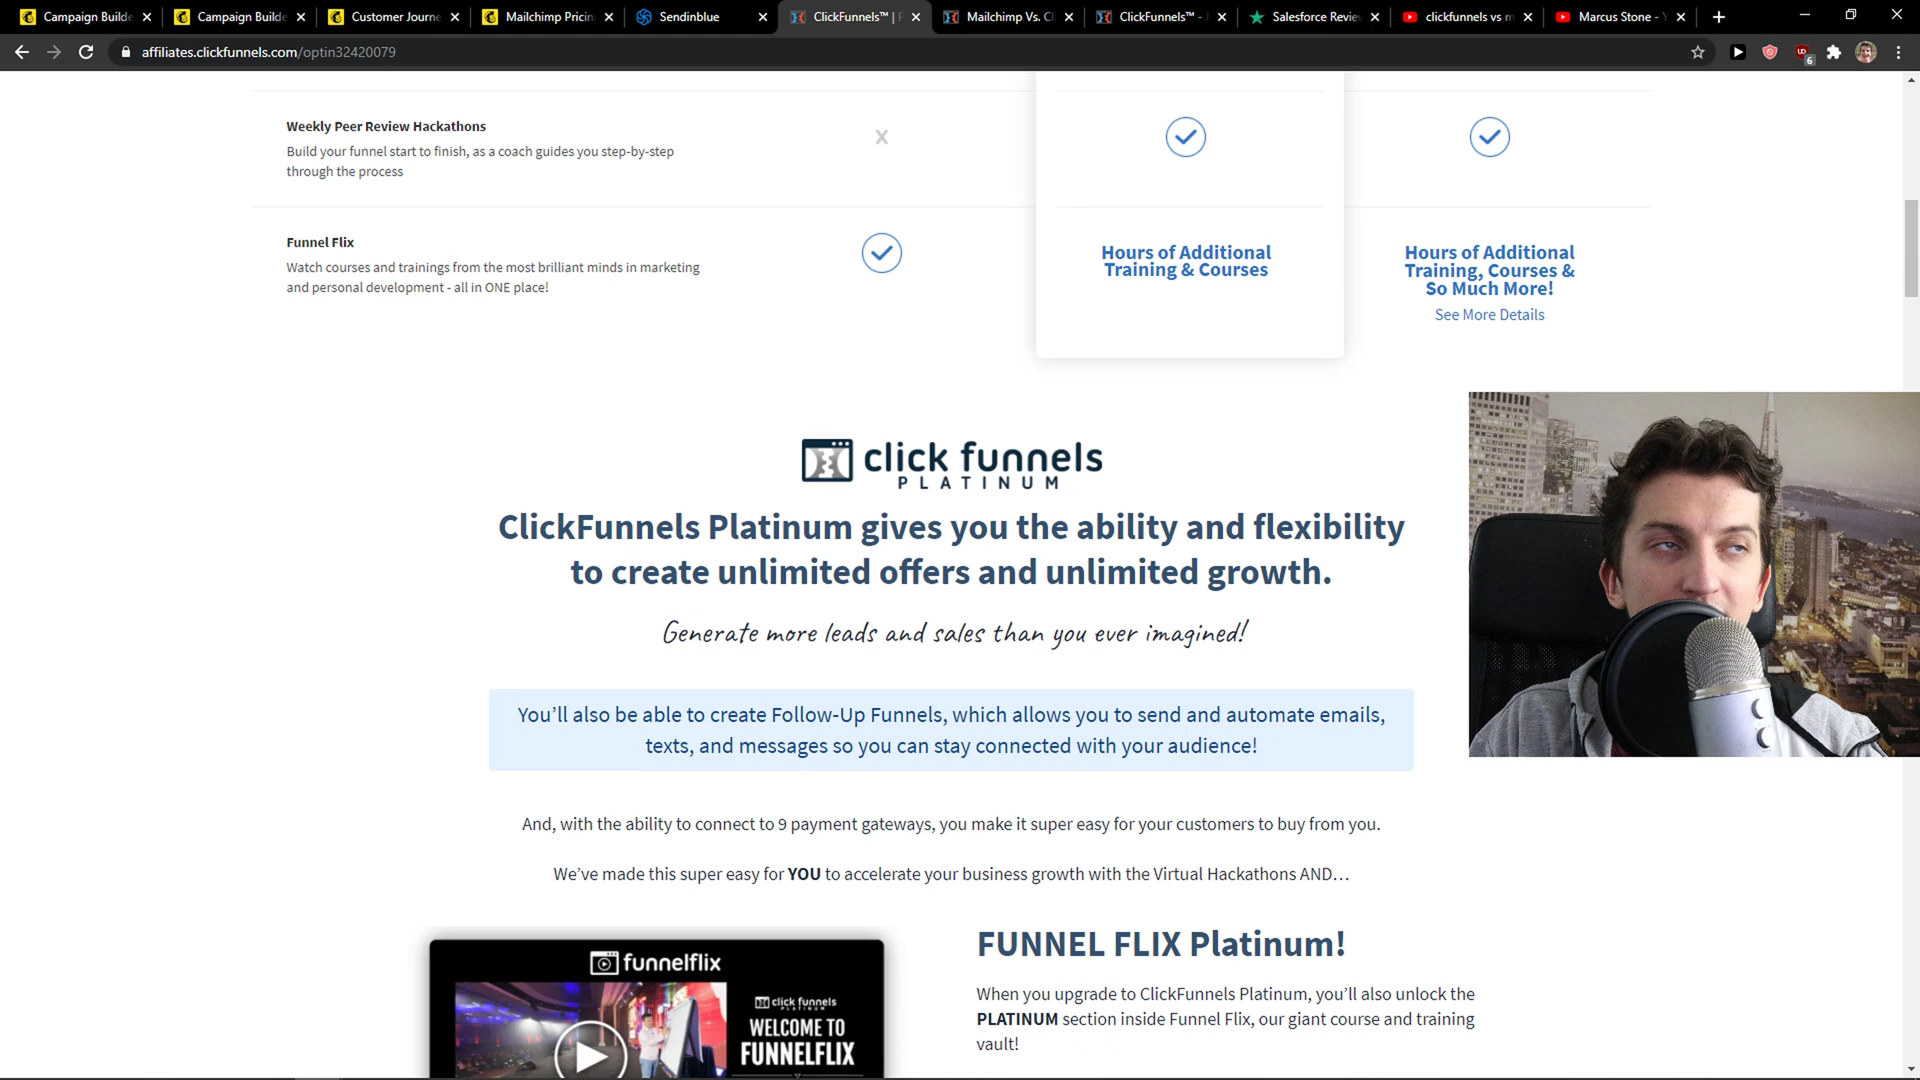 Campaign Builde
Campaign Builde
Customer Journe
Mailchimp Pricin
Sendinblue
ClickFunnels™ |
Mailchimp Vs. C
ClickFunnels™ -
Salesforce Revie
clickfunnels vs m
Marcus Stone -
affiliates.clickfunnels.com/optin32420079
6
Weekly Peer Review Hackathons
Build your funnel start to finish, as a coach guides you step-by-step
through the process
X
Funnel Flix
Watch courses and trainings from the most brilliant minds in marketing
and personal development - all in ONE place!
Hours of Additional
Training & Courses
Hours of Additional
Training, Courses &
So Much More!
See More Details
click funnels
PLATINUM
ClickFunnels Platinum gives you the ability and flexibility
to create unlimited offers and unlimited growth.
Generate more leads and sales than you ever imagined!
You’ll also be able to create Follow-Up Funnels, which allows you to send and automate emails,
texts, and messages so you can stay connected with your audience!
And, with the ability to connect to 9 payment gateways, you make it super easy for your customers to buy from you.
We’ve made this super easy for YOU to accelerate your business growth with the Virtual Hackathons AND…
funnelflix
click funnels
PLATINUM
WELCOME TO
FUNNELFLIX
FUNNEL FLIX Platinum!
When you upgrade to ClickFunnels Platinum, you’ll also unlock the
PLATINUM section inside Funnel Flix, our giant course and training
vault!